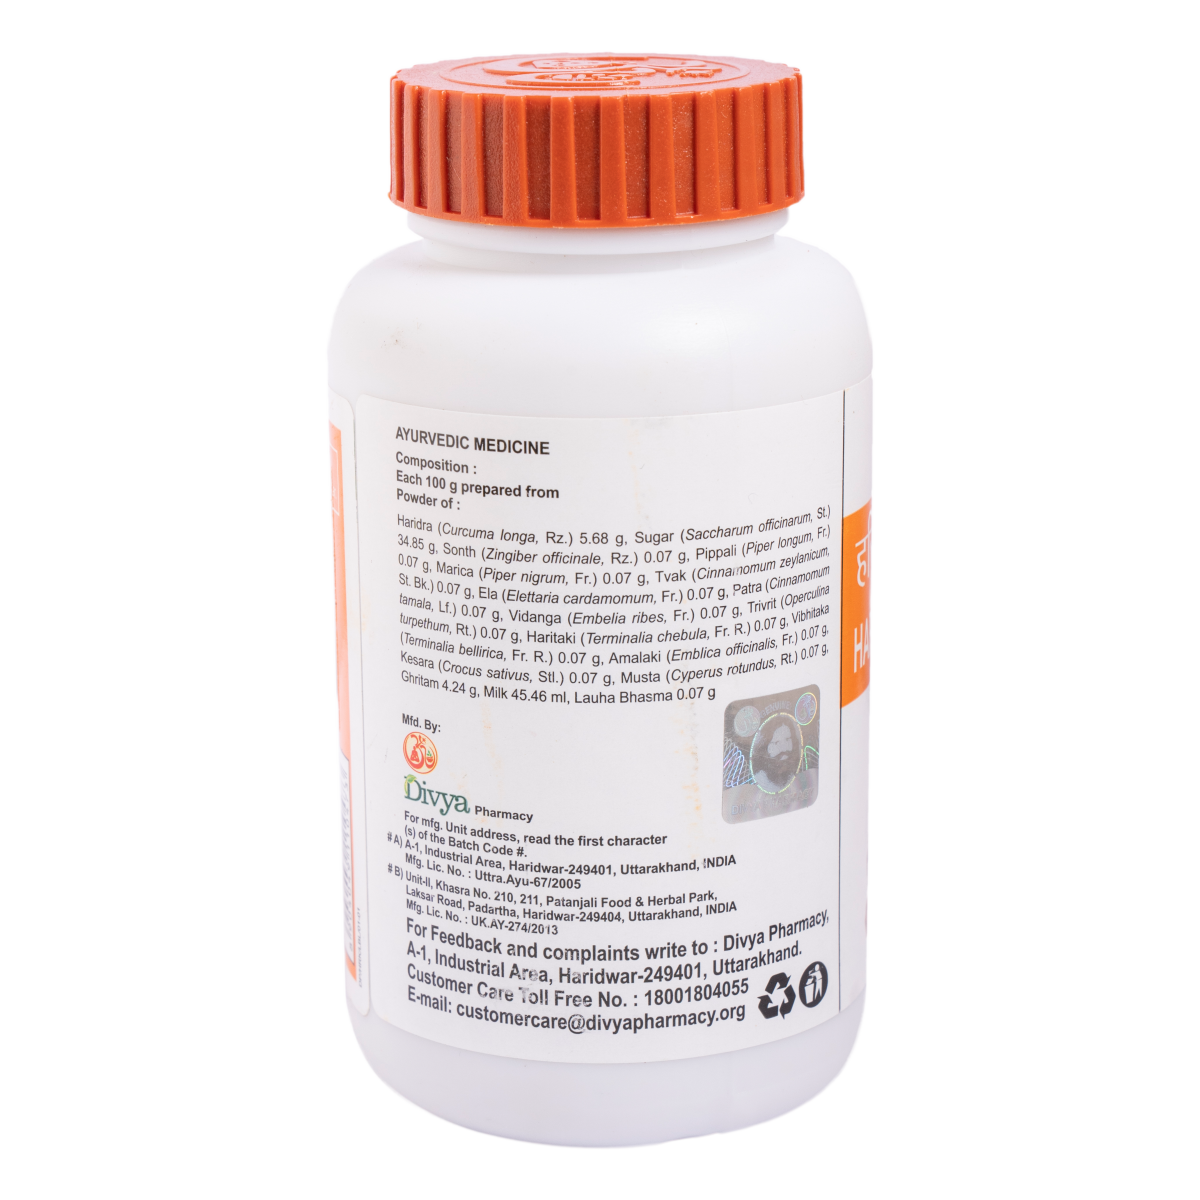 AYURVEDIC MEDICINE
Composition :
Each 100 g prepared from
Powder of :
Haridra (Curcuma longa, Rz.) 5.68 g, Sugar (Saccharum officinarum, St.)
34.85 g, Sonth (Zingiber officinale, Rz.) 0.07 g, Pippali (Piper longum, Fr.)
0.07 g, Marica (Piper nigrum, Fr.) 0.07 g, Tvak (Cinnamomum zeylanicum,
St. Bk.) 0.07 g, Ela (Elettaria cardamomum, Fr.) 0.07 g, Patra (Cinnamomum
tamala, Lf.) 0.07 g, Vidanga (Embelia ribes, Fr.) 0.07 g, Trivrit (Operculina
turpethum, Rt.) 0.07 g, Haritaki (Terminalia chebula, Fr. R.) 0.07 g, Vibhitaka
(Terminalia bellirica, Fr. R.) 0.07 g, Amalaki (Emblica officinalis, Fr.) 0.07 g,
Kesara (Crocus sativus, Stl.) 0.07 g, Musta (Cyperus rotundus, Rt.) 0.07 g,
Ghritam 4.24 g, Milk 45.46 ml, Lauha Bhasma 0.07 g
Mfd. By:
Divya Pharmacy
For mfg. Unit address, read the first character
(s) of the Batch Code #.
# A) A-1, Industrial Area, Haridwar-249401, Uttarakhand, INDIA
Mfg. Lic. No. : Uttra.Ayu-67/2005
# B) Unit-II, Khasra No. 210, 211, Patanjali Food & Herbal Park,
Laksar Road, Padartha, Haridwar-249404, Uttarakhand, INDIA
Mfg. Lic. No. : UK.AY-274/2013
For Feedback and complaints write to : Divya Pharmacy,
A-1, Industrial Area, Haridwar-249401, Uttarakhand.
Customer Care Toll Free No. : 18001804055
E-mail: customercare@divyapharmacy.org
हरि
HA